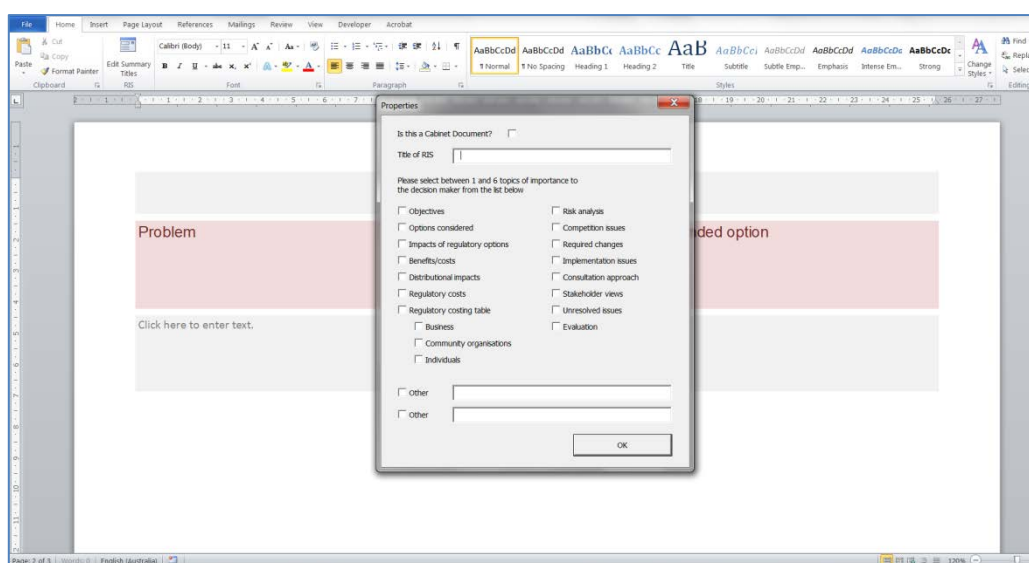 File Home Insert Page Layout References Mailings Review View Developer Acrobat
Cut
Copy
Paste
Format Painter
Clipboard
Edit Summary
Titles
RIS
Calibri (Body) 11
Font
Paragraph
AaBbCcDd AaBbCcDd AaBbCc AaBbCc AaB AaBbCci AaBbCcDd AaBbCcDd AaBbCcDc AaBbCcDc
¶ Normal ¶ No Spacing Heading 1 Heading 2 Title Subtitle Subtle Emp... Emphasis Intense Em... Strong
Styles
Change
Styles
Find
Repla
Selec
Editing
Properties
Is this a Cabinet Document?
Title of RIS
Please select between 1 and 6 topics of importance to
the decision maker from the list below
Objectives
Options considered
Impacts of regulatory options
Benefits/costs
Distributional impacts
Regulatory costs
Regulatory costing table
Business
Community organisations
Individuals
Risk analysis
Competition issues
Required changes
Implementation issues
Consultation approach
Stakeholder views
Unresolved issues
Evaluation
Other
Other
OK
Problem
nded option
Click here to enter text.
Page: 2 of 3 Words: 0 English (Australia) 120%